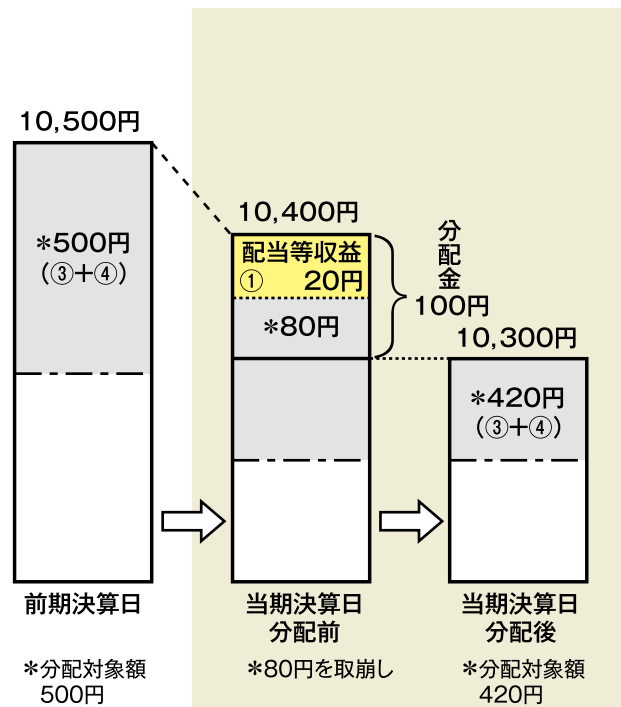 10,500円
*500円
(③+④)
前期決算日
*分配対象額
500円
10,400円
配当等収益
① 20円
*80円
分配金
100円
当期決算日
分配前
*80円を取崩し
10,300円
*420円
(③+④)
当期決算日
分配後
*分配対象額
420円